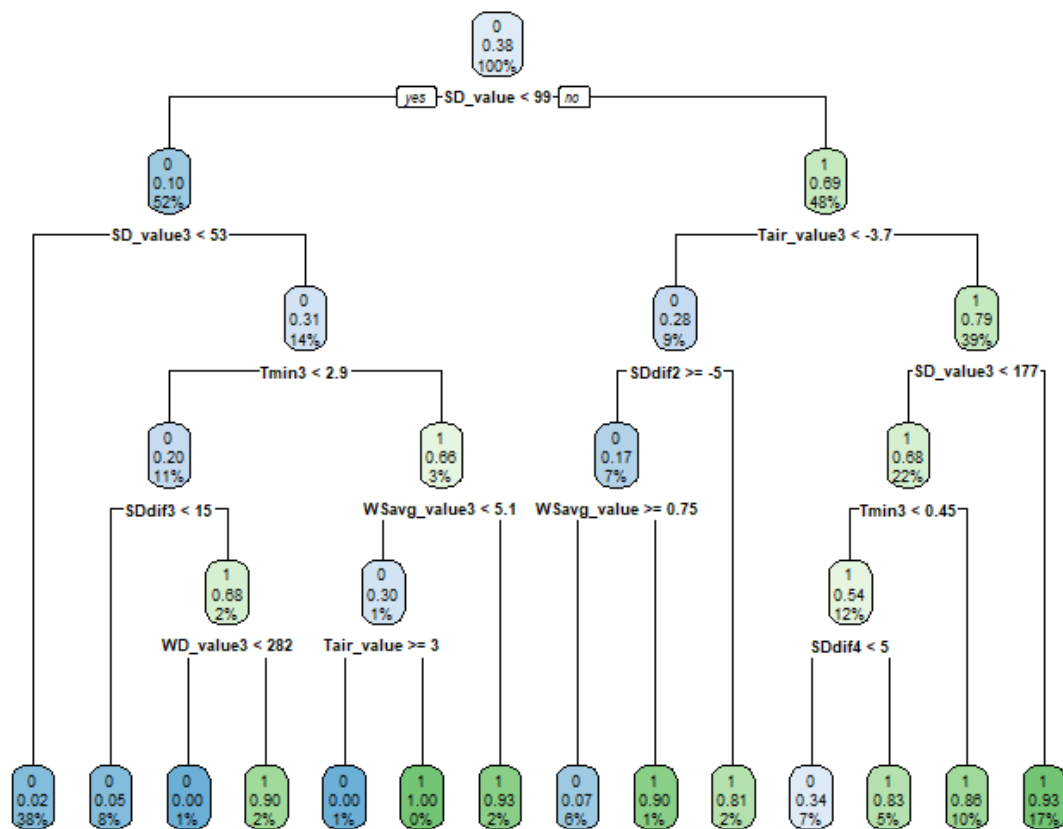 0
0.38
100%
yes SD_value < 99 no
0 1
0.10 0.69
52% 48%
SD_value3 < 53 Tair_value3 < -3.7
0 0 1
0.31 0.28 0.79
14% 9% 39%
Tmin3 < 2.9 SDdif2 >= -5 SD_value3 < 177
0 1 0 1
0.20 0.66 0.17 0.68
11% 3% 7% 22%
SDdif3 < 15 WSavg_value3 < 5.1 WSavg_value >= 0.75 Tmin3 < 0.45
1 0 1
0.68 0.30 0.54
2% 1% 12%
WD_value3 < 282 Tair_value >= 3 SDdif4 < 5
0 0 0 1 0 1 1 0 1 1 0 1 1 1
0.02 0.05 0.00 0.90 0.00 1.00 0.93 0.07 0.90 0.81 0.34 0.83 0.86 0.93
38% 8% 1% 2% 1% 0% 2% 6% 1% 2% 7% 5% 10% 17%